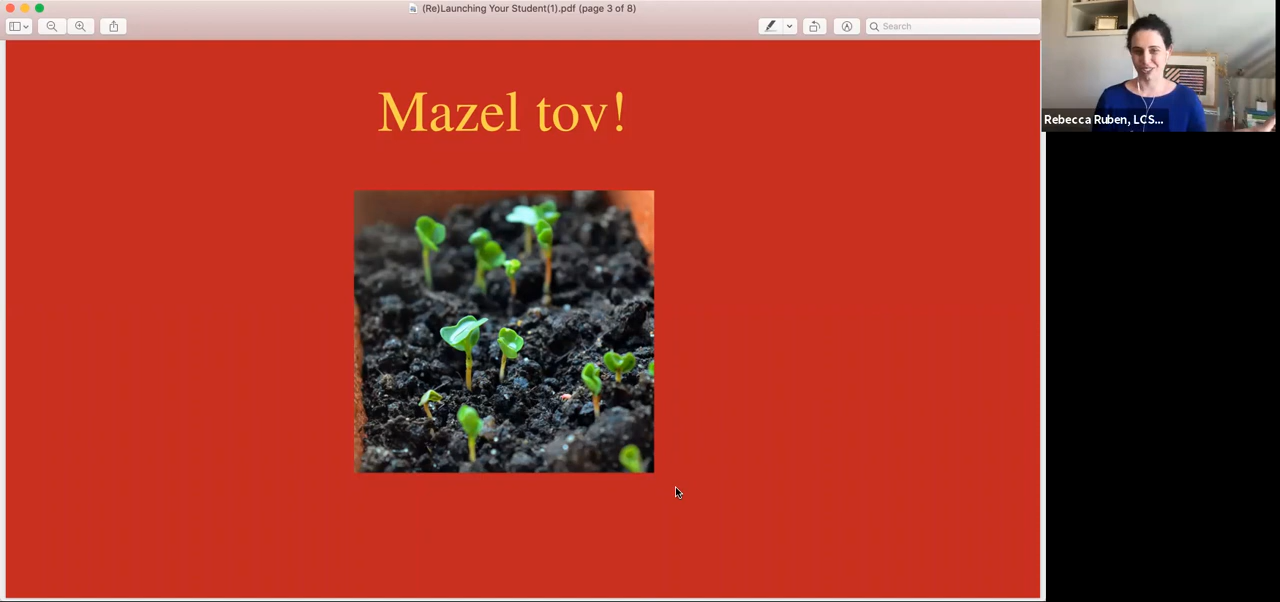 (Re)Launching Your Student(1).pdf (page 3 of 8)
Search
Mazel tov!
Rebecca Ruben, LCS...